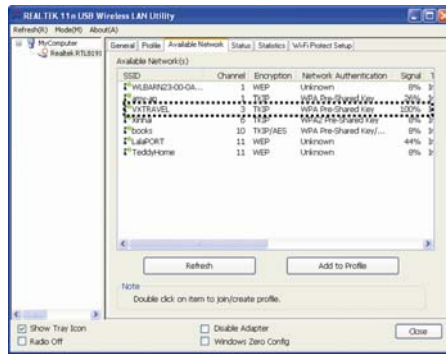 REALTEK 11n USB Wireless LAN Utility
Refresh(R) Mode(M) About(A)
MyComputer
Realtek RTL8191
General Profile Available Network Status Statistics Wi-Fi Protect Setup
Available Network(s)
SSID Channel Encryption Network Authentication Signal
WLBARN23-00-0A... 1 WEP Unknown 8%
1 TKIP WPA Pre-Shared Key 26%
VXTRAVEL 3 TKIP WPA Pre-Shared Key 100%
Xinhai 6 TKIP WPA2 Pre-Shared Key 8%
books 10 TKIP/AES WPA Pre-Shared Key/... 8%
LalaPORT 11 WEP Unknown 44%
TeddyHome 11 WEP Unknown 8%
Refresh Add to Profile
Note
Double click on item to join/create profile.
Show Tray Icon Disable Adapter Close
Radio Off Windows Zero Config